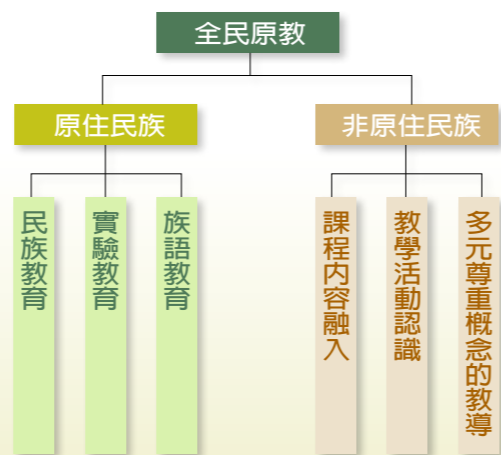 全民原教
原住民族
非原住民族
民族教育
實驗教育
族語教育
課程內容融入
教學活動認識
多元尊重概念的教導